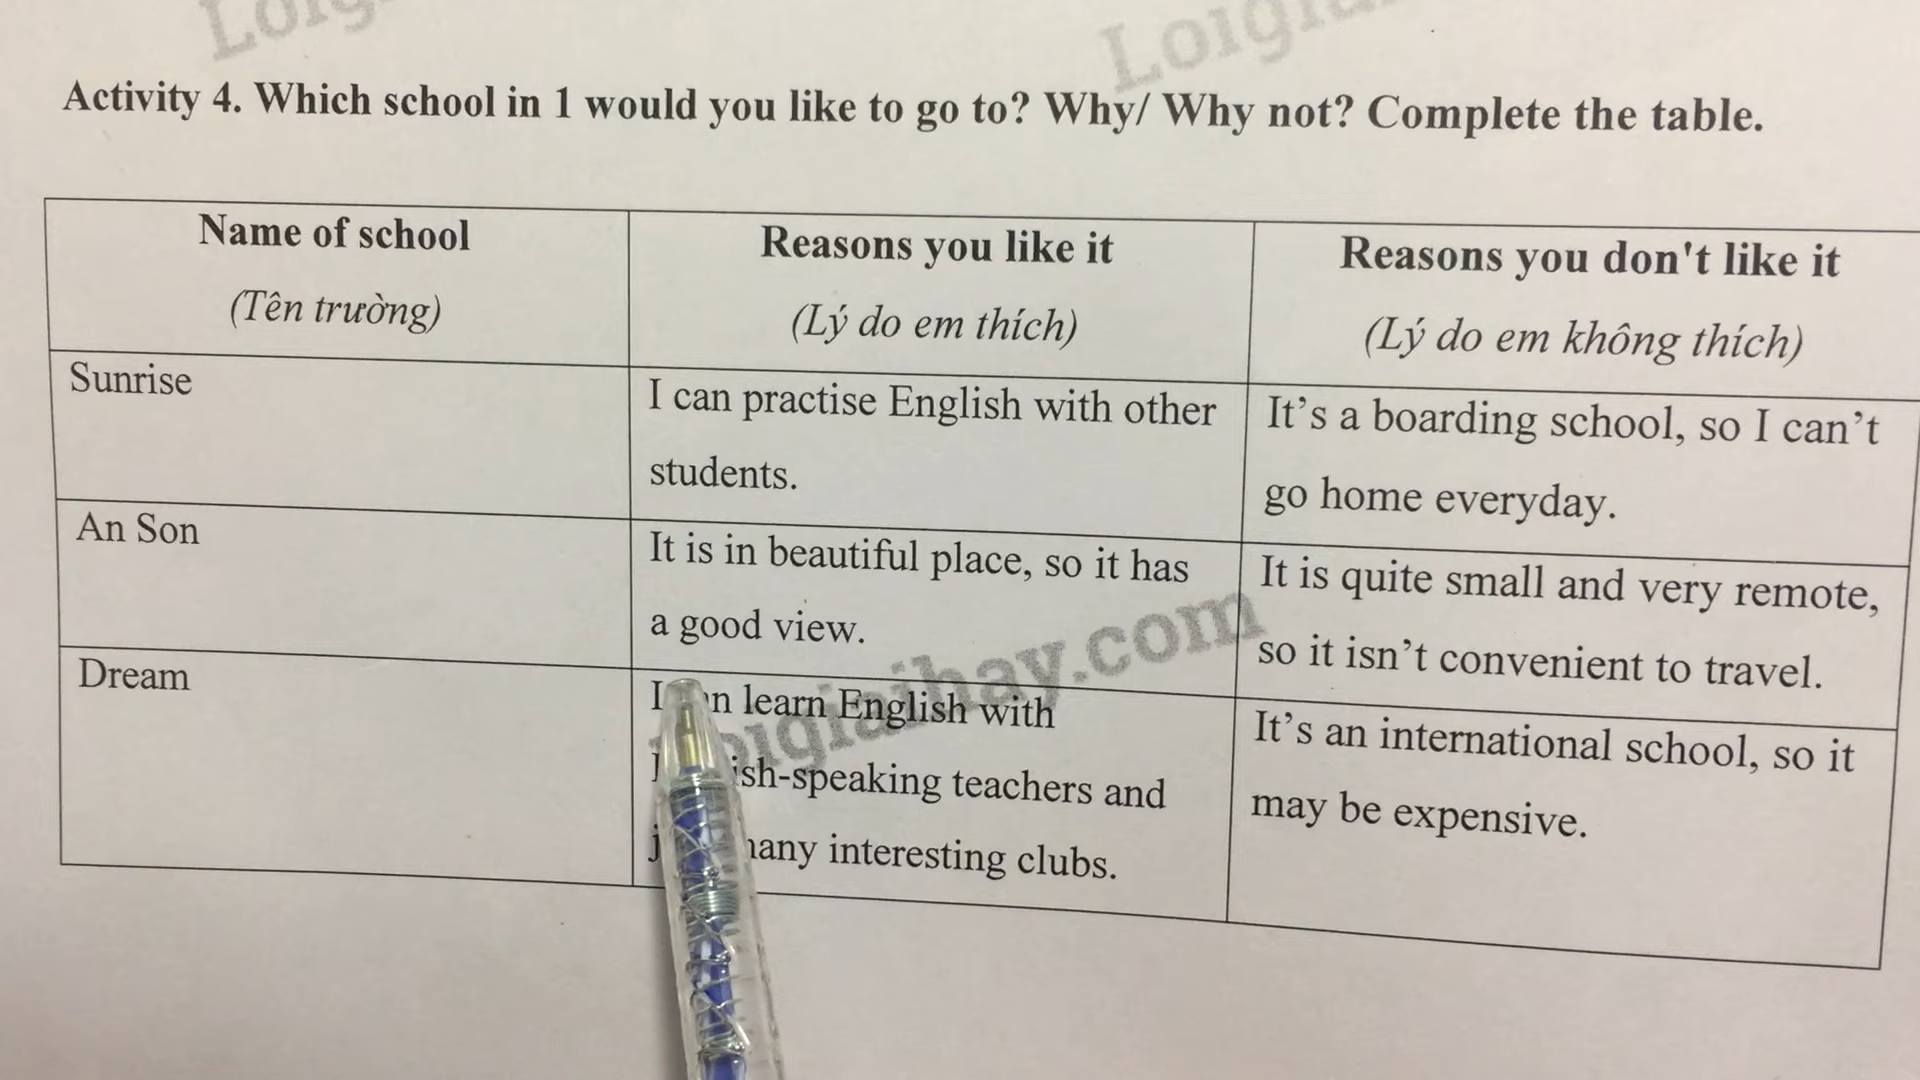 Activity 4. Which school in 1 would you like to go to? Why/ Why not? Complete the table.
Name of school
(Tên trường)
Reasons you like it
(Lý do em thích)
Reasons you don't like it
(Lý do em không thích)
Sunrise
I can practise English with other
students.
It’s a boarding school, so I can’t
go home everyday.
An Son
It is in beautiful place, so it has
a good view.
It is quite small and very remote,
so it isn’t convenient to travel.
Dream
I learn English with
teachers and
interesting clubs.
It’s an international school, so it
may be expensive.